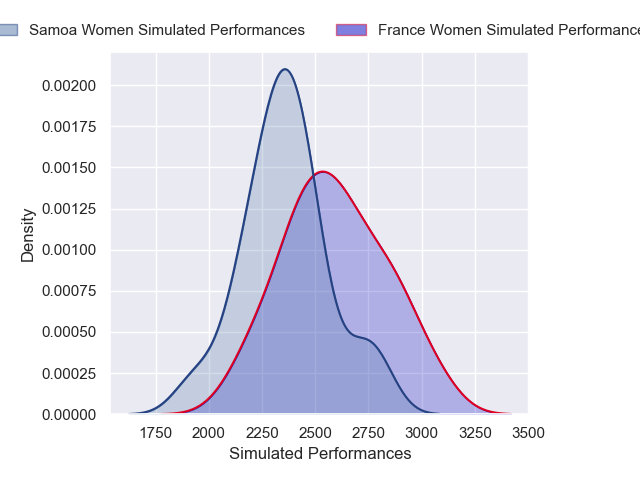 Samoa Women Simulated Performances
France Women Simulated Performance
0.00200
0.00175
0.00150
0.00125
0.00100
0.00075
0.00050
0.00025
0.00000
Density
1750 2000 2250 2500 2750 3000 3250 3500
Simulated Performances